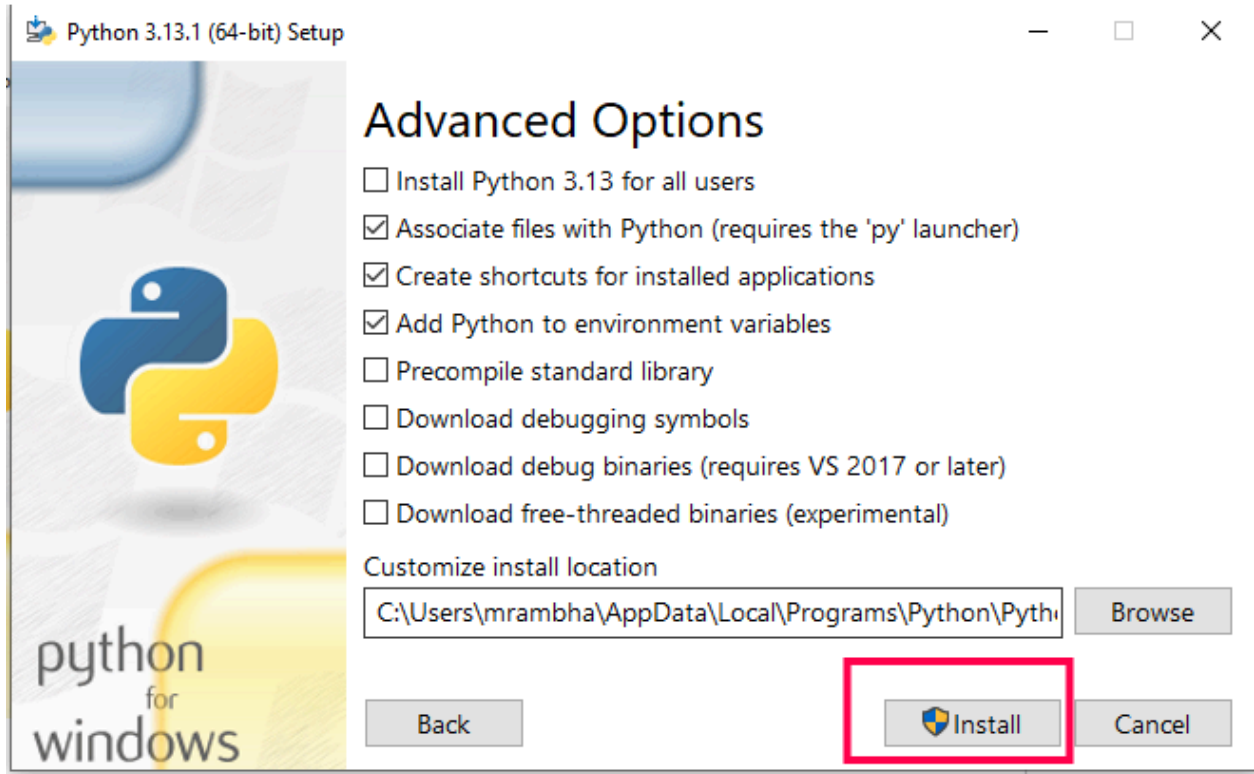 Python 3.13.1 (64-bit) Setup
Advanced Options
Install Python 3.13 for all users
Associate files with Python (requires the 'py' launcher)
Create shortcuts for installed applications
Add Python to environment variables
Precompile standard library
Download debugging symbols
Download debug binaries (requires VS 2017 or later)
Download free-threaded binaries (experimental)
Customize install location
C:\Users\mrambha\AppData\Local\Programs\Python\Pyth
Browse
python
for
windows
Back
Install
Cancel